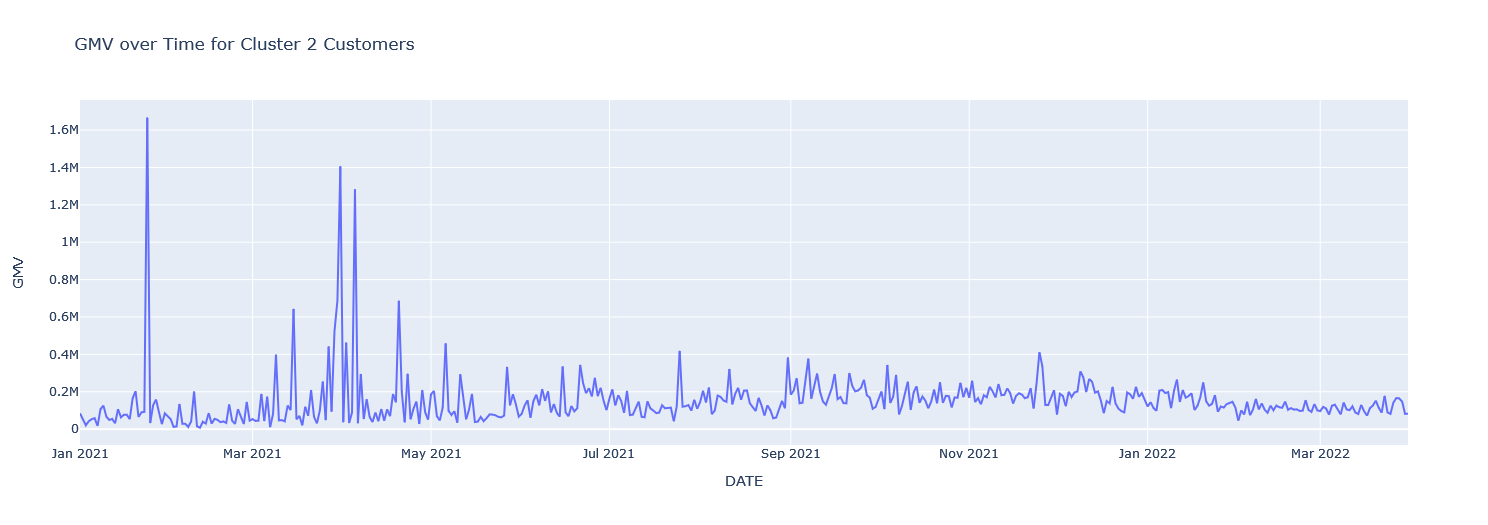 GMV over Time for Cluster 2 Customers
1.6M
1.4M
1.2M
1M
0.8M
0.6M
0.4M
0.2M
0
GMV
Jan 2021 Mar 2021 May 2021 Jul 2021 Sep 2021 Nov 2021 Jan 2022 Mar 2022
DATE